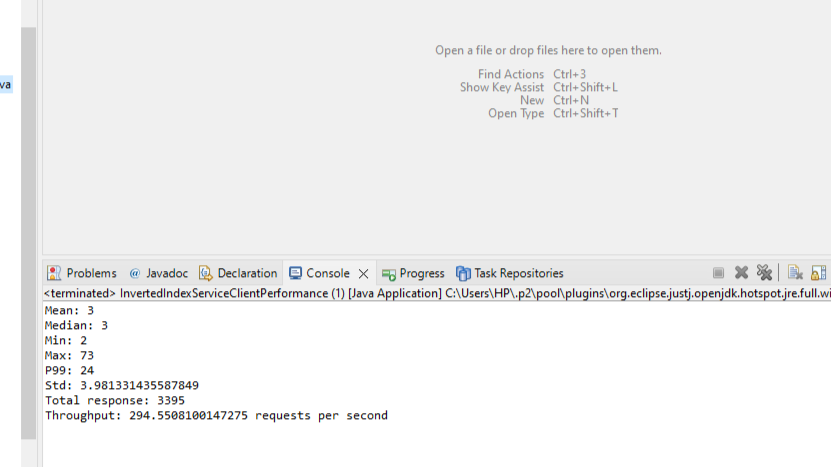 Open a file or drop files here to open them.
Find Actions Ctrl+3
Show Key Assist Ctrl+Shift+L
New Ctrl+N
Open Type Ctrl+Shift+T
va
Problems @ Javadoc Declaration Console Progress Task Repositories
<terminated> InvertedIndexServiceClientPerformance (1) [Java Application] C:\Users\HP\.p2\pool\plugins\org.eclipse.justj.openjdk.hotspot.jre.full.wi
Mean: 3
Median: 3
Min: 2
Max: 73
P99: 24
Std: 3.981331435587849
Total response: 3395
Throughput: 294.5508100147275 requests per second